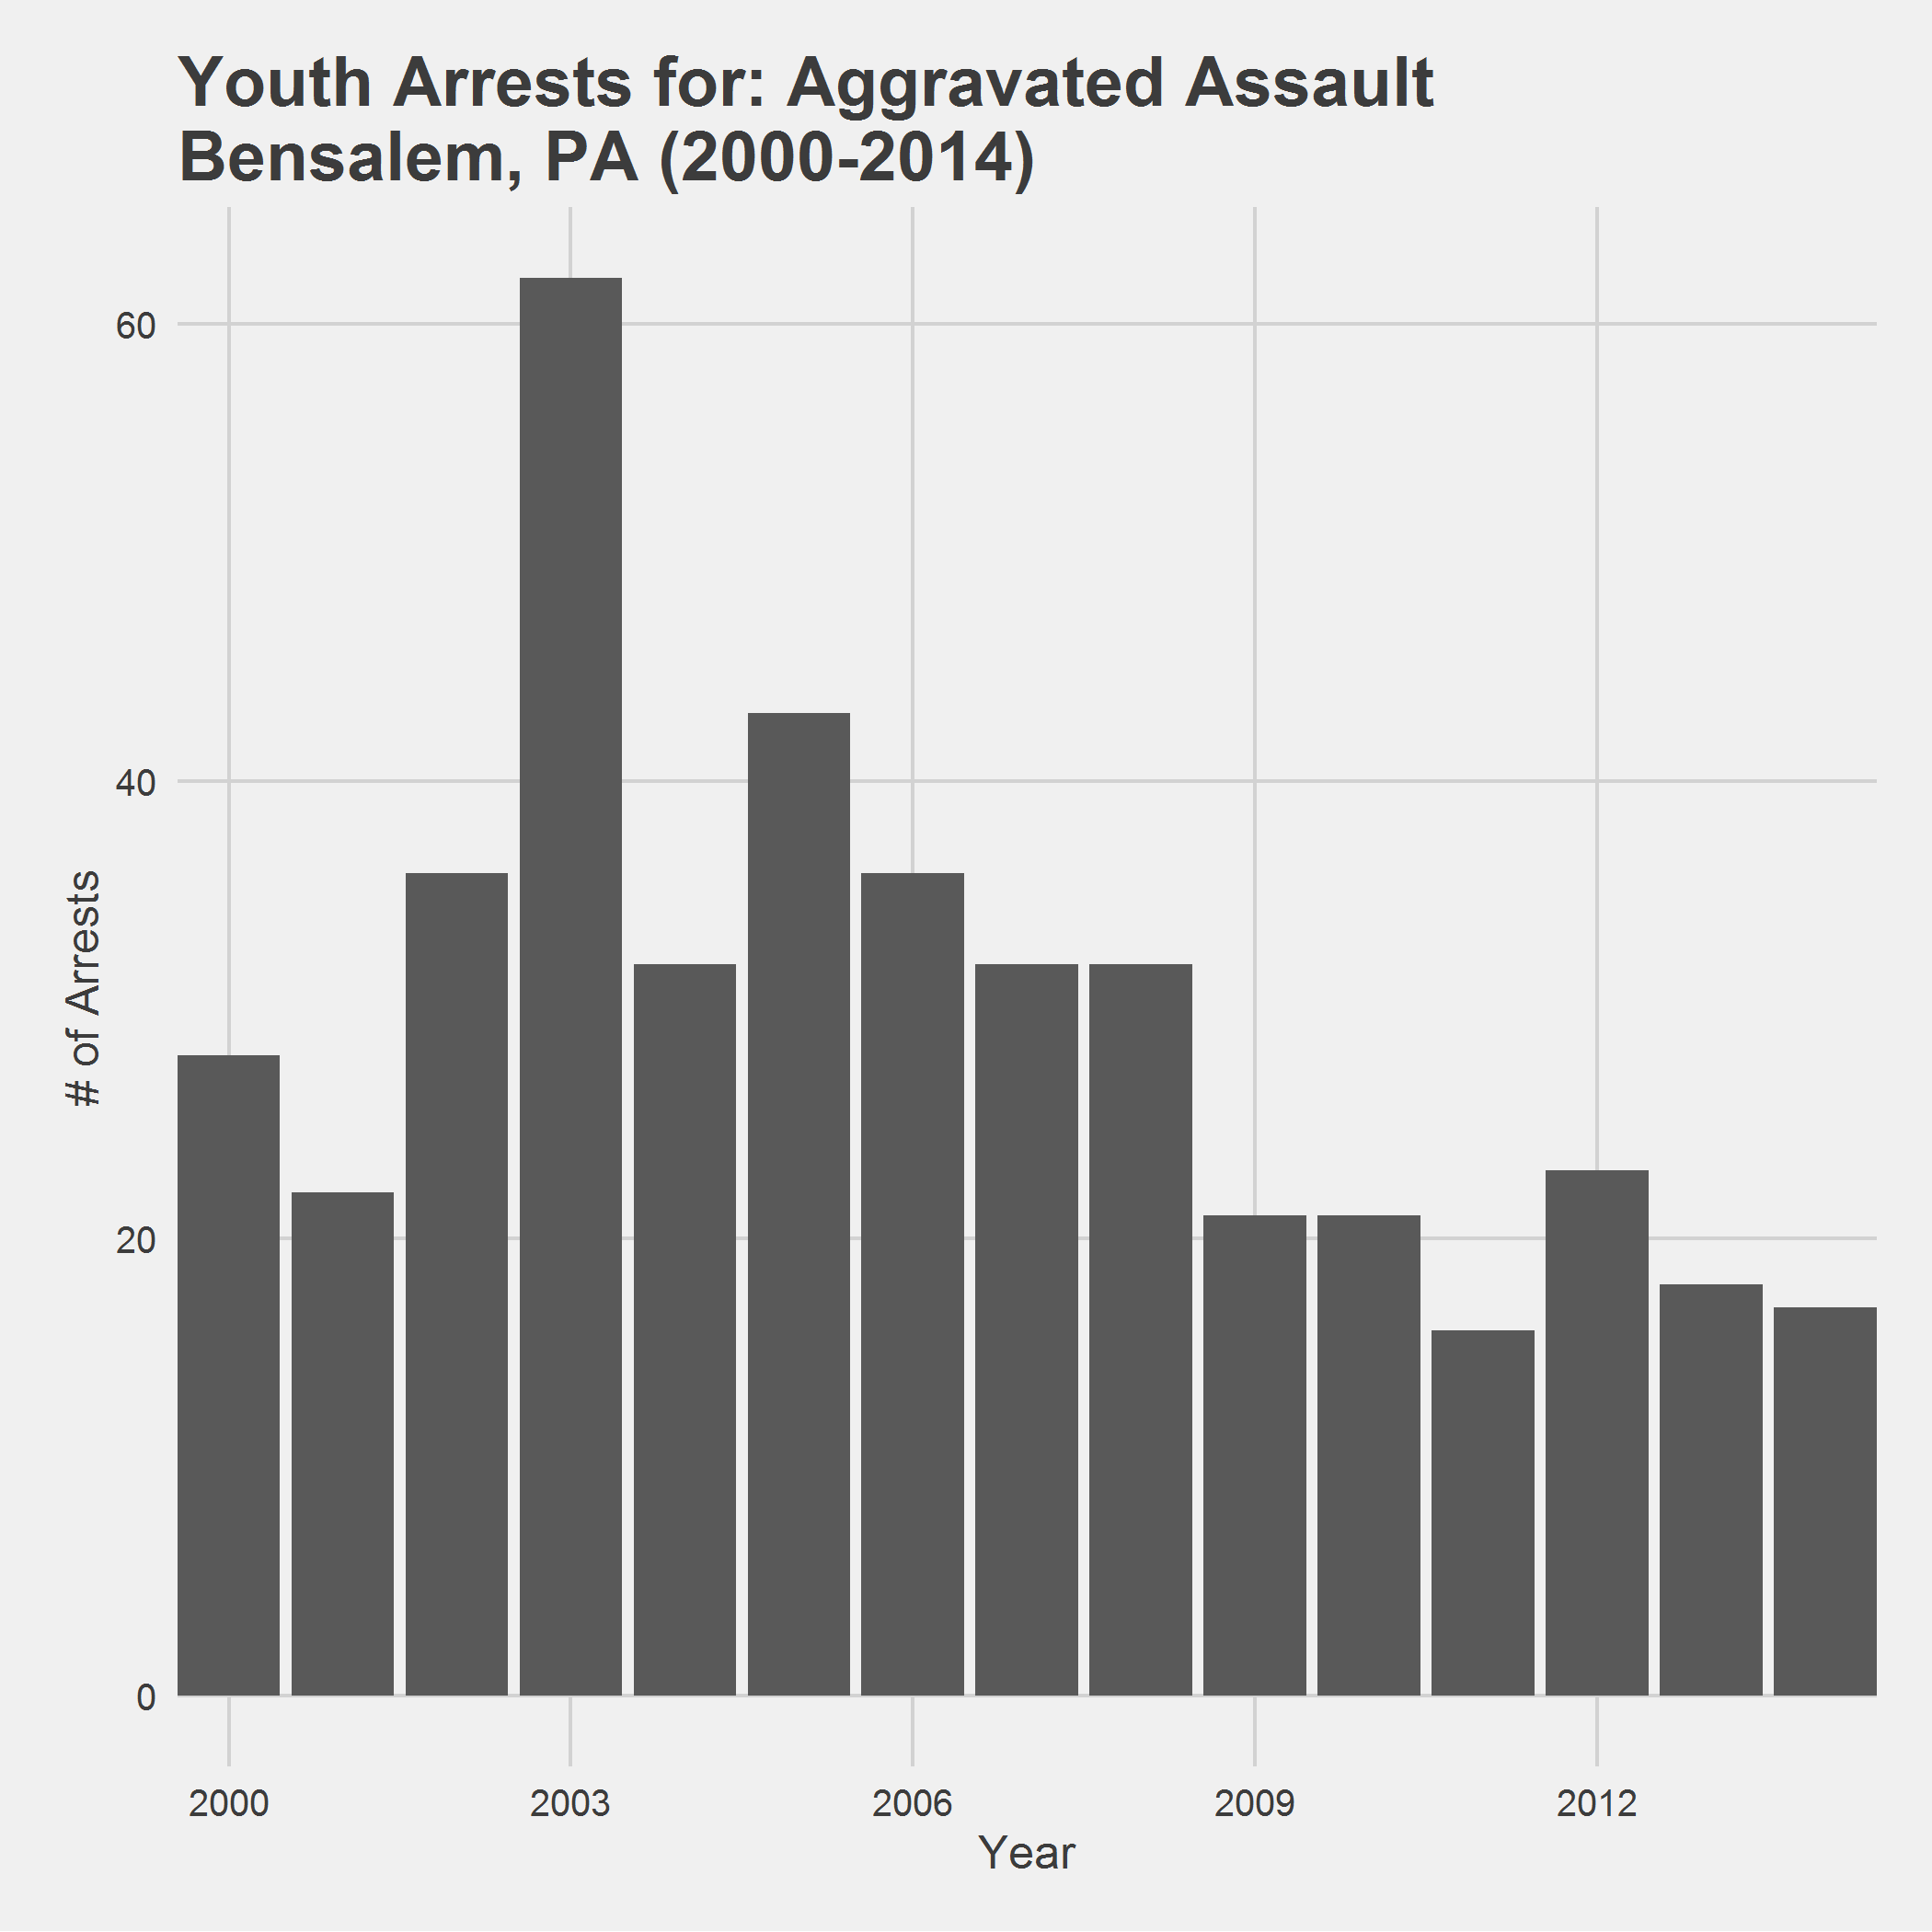 Youth Arrests for: Aggravated Assault
Bensalem, PA (2000-2014)
60
40
20
0
# of Arrests
2000 2003 2006 2009 2012
Year